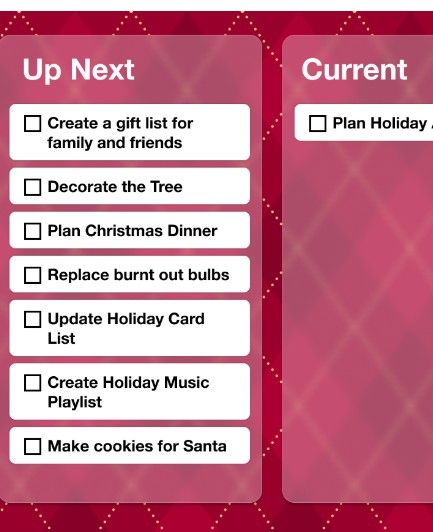 Up Next
Create a gift list for
family and friends
Decorate the Tree
Plan Christmas Dinner
Replace burnt out bulbs
Update Holiday Card
List
Create Holiday Music
Playlist
Make cookies for Santa
Current
Plan Holiday